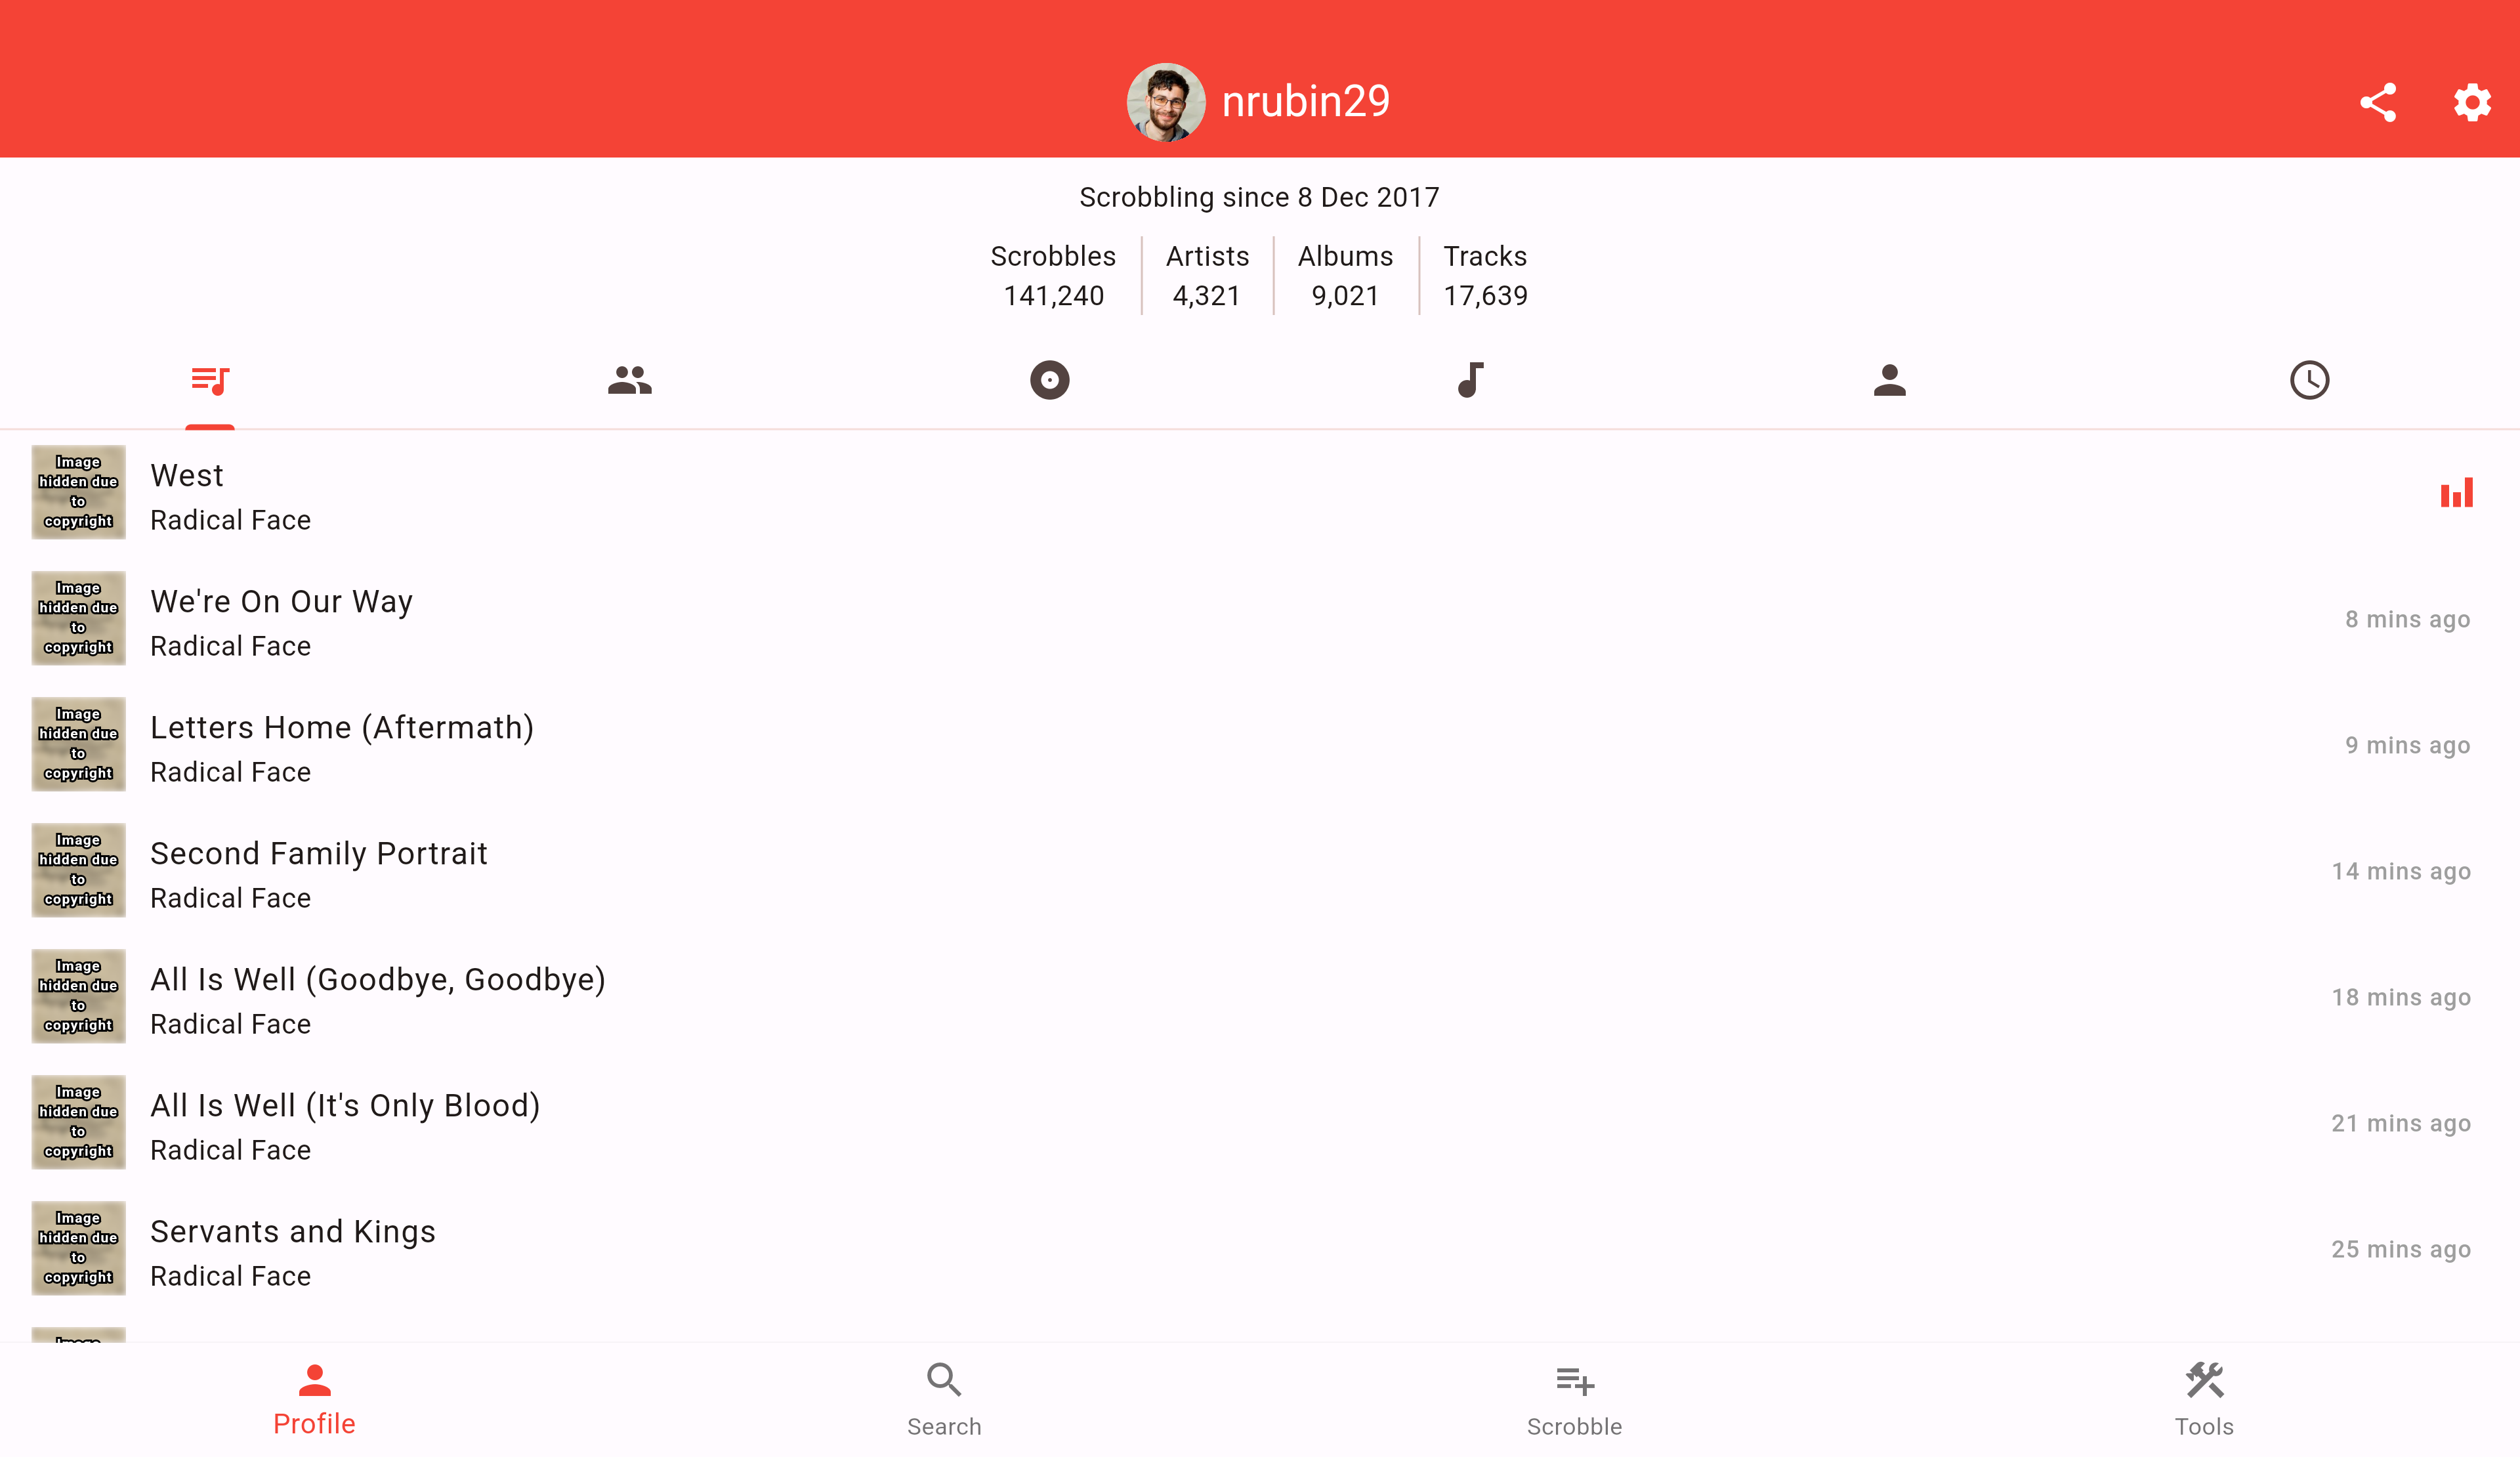 nrubin29
Scrobbling since 8 Dec 2017
Scrobbles Artists Albums Tracks
141,240 4,321 9,021 17,639
Image
hidden due
to
copyright
West
Radical Face
Image
hidden due
to
copyright
We're On Our Way
Radical Face
8 mins ago
Image
hidden due
to
copyright
Letters Home (Aftermath)
Radical Face
9 mins ago
Image
hidden due
to
copyright
Second Family Portrait
Radical Face
14 mins ago
Image
hidden due
to
copyright
All Is Well (Goodbye, Goodbye)
Radical Face
18 mins ago
Image
hidden due
to
copyright
All Is Well (It's Only Blood)
Radical Face
21 mins ago
Image
hidden due
to
copyright
Servants and Kings
Radical Face
25 mins ago
Image
Profile Search Scrobble Tools